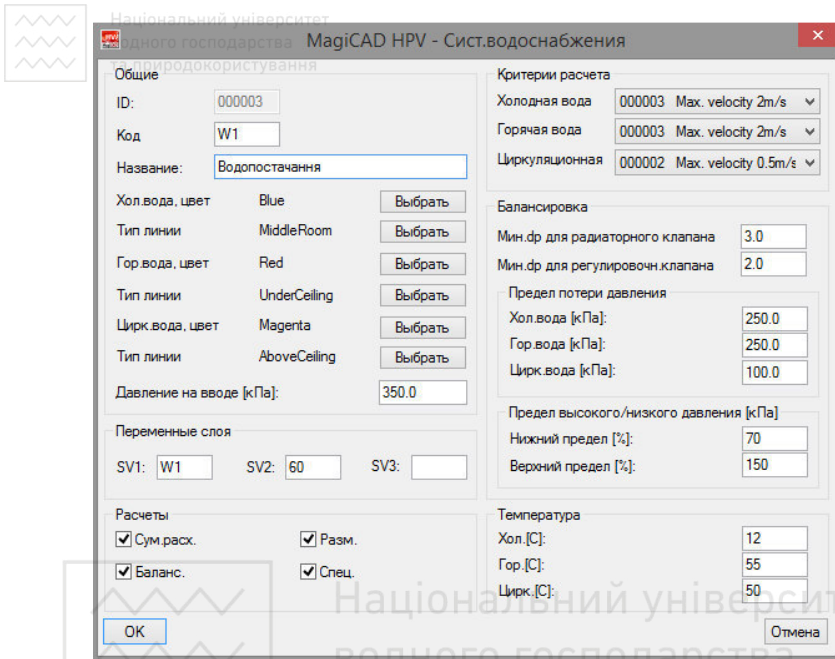 Національний університет
водного господарства
та природокористування
MagiCAD HPV - Сист.водоснабжения
Общие
ID: 000003
Код W1
Название: Водопостачання
Хол.вода, цвет Blue Выбрать
Тип линии MiddleRoom Выбрать
Гор.вода, цвет Red Выбрать
Тип линии UnderCeiling Выбрать
Цирк.вода, цвет Magenta Выбрать
Тип линии AboveCeiling Выбрать
Давление на вводе [кПа]: 350.0
Переменные слоя
SV1: W1 SV2: 60 SV3:
Расчеты
Сум.расх. Разм.
Баланс. Спец.
Критерии расчета
Холодная вода 000003 Max. velocity 2m/s
Горячая вода 000003 Max. velocity 2m/s
Циркуляционная 000002 Max. velocity 0.5m/s
Балансировка
Мин.dp для радиаторного клапана 3.0
Мин.dp для регулировочн.клапана 2.0
Предел потери давления
Хол.вода [кПа]: 250.0
Гор.вода [кПа]: 250.0
Цирк.вода [кПа]: 100.0
Предел высокого/низкого давления [кПа]
Нижний предел [%]: 70
Верхний предел [%]: 150
Температура
Хол.[C]: 12
Гор.[C]: 55
Цирк.[C]: 50
OK Отмена
Національний університ
водного господарства